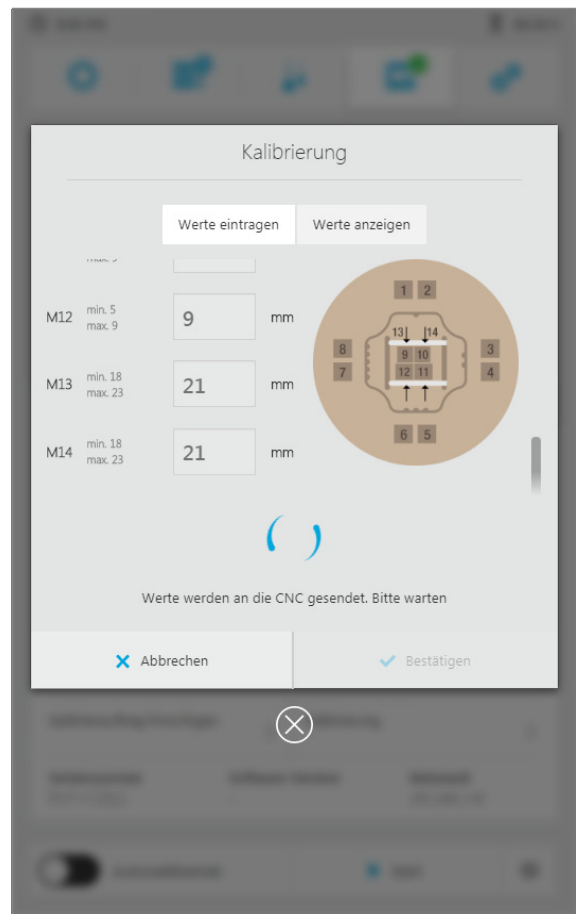 Kalibrierung
Werte eintragen Werte anzeigen
M12 min. 5 max. 9 9 mm
M13 min. 18 max. 23 21 mm
M14 min. 18 max. 23 21 mm
1 2
13 14
8 9 10 3
7 12 11 4
6 5
Werte werden an die CNC gesendet. Bitte warten
Abbrechen Bestätigen